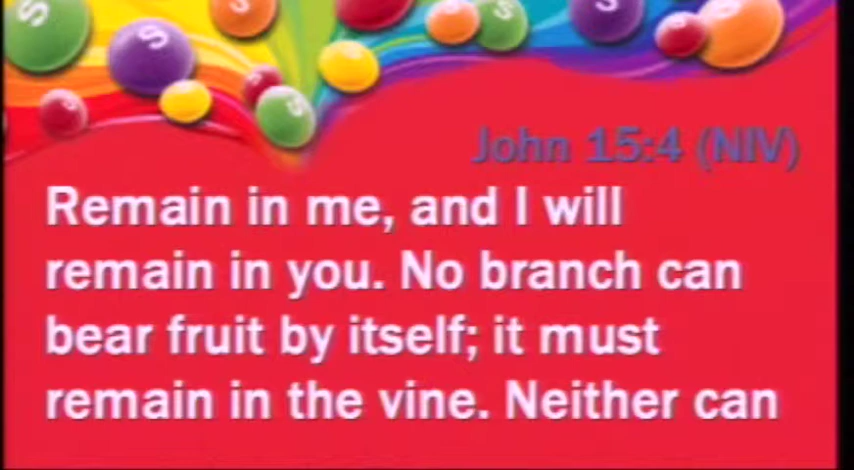 S
S
S
S
S
John 15:4 (NIV)
Remain in me, and I will
remain in you. No branch can
bear fruit by itself; it must
remain in the vine. Neither can